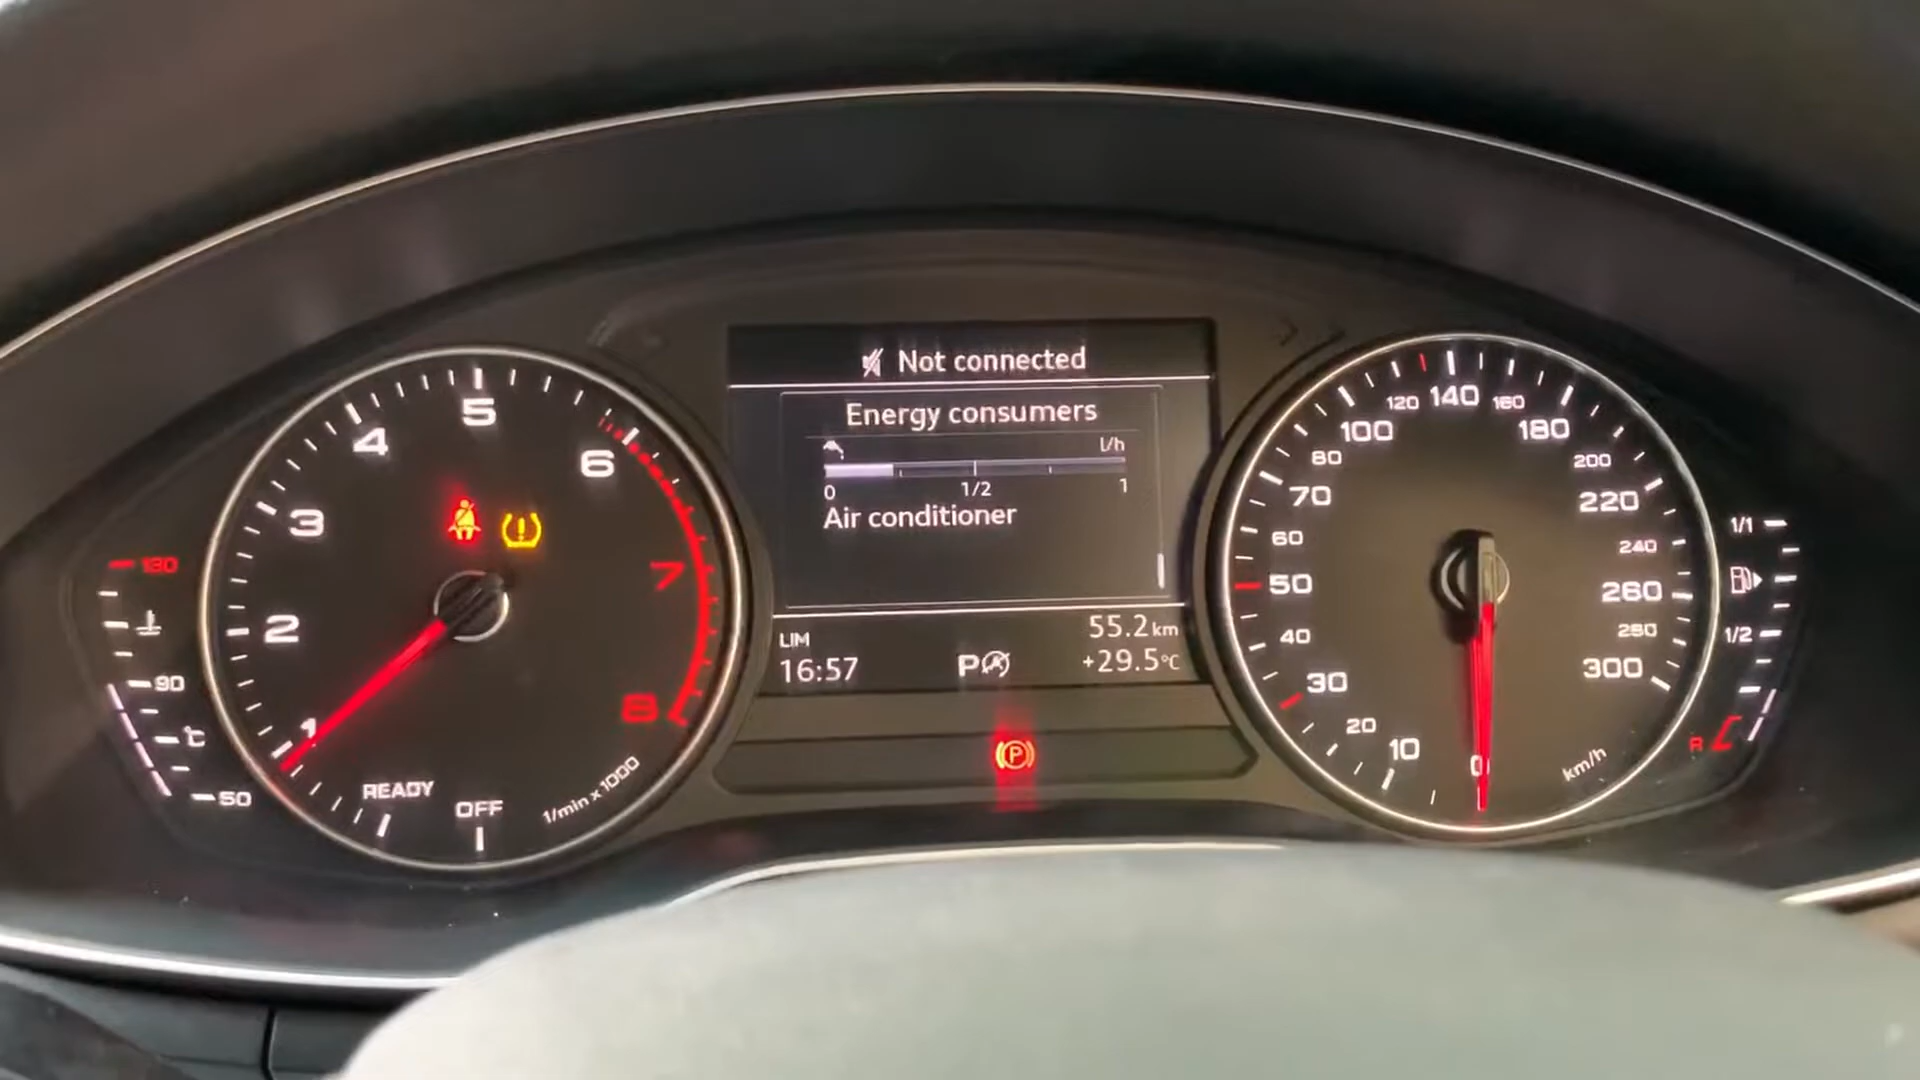 Not connected
Energy consumers
l/h
0 1/2 1
Air conditioner
LIM
16:57
P
55.2 km
+29.5 °C
130
90
°C
50
1
2
3
4
5
6
7
8
READY
OFF
1/min x 1000
P
0
10
20
30
40
50
60
70
80
100
120
140
160
180
200
220
240
260
280
300
km/h
1/1
1/2
R